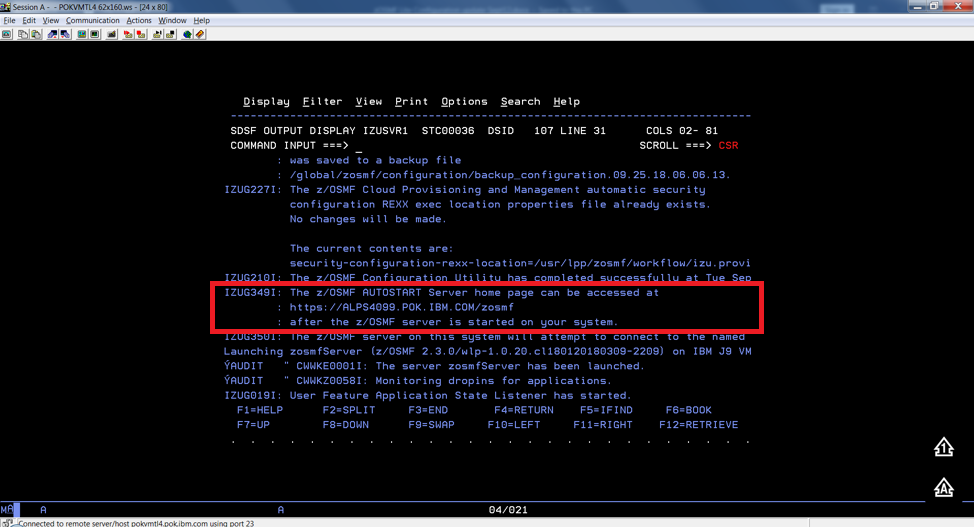 Session A - - POKVMTL4 62x160.ws - [24 x 80]
File Edit View Communication Actions Window Help
Display Filter View Print Options Search Help
--------------------------------------------------------------------------------
SDSF OUTPUT DISPLAY IZUSVR1 STC00036 DSID 107 LINE 31 COLS 02- 81
COMMAND INPUT ===> _ SCROLL ===> CSR
: was saved to a backup file
: /global/zosmf/configuration/backup_configuration.09.25.18.06.06.13.
IZUG227I: The z/OSMF Cloud Provisioning and Management automatic security
configuration REXX exec location properties file already exists.
No changes will be made.
The current contents are:
security-configuration-rexx-location=/usr/lpp/zosmf/workflow/izu.provi
IZUG210I: The z/OSMF Configuration Utility has completed successfully at Tue Sep
IZUG349I: The z/OSMF AUTOSTART Server home page can be accessed at
: https://ALPS4099.POK.IBM.COM/zosmf
: after the z/OSMF server is started on your system.
IZUG350I: The z/OSMF server on this system will attempt to connect to the named
Launching zosmfServer (z/OSMF 2.3.0/wlp-1.0.20.cl180120180309-2209) on IBM J9 VM
ÝAUDIT " CWWKE0001I: The server zosmfServer has been launched.
ÝAUDIT " CWWKZ0058I: Monitoring dropins for applications.
IZUG019I: User Feature Application State Listener has started.
F1=HELP F2=SPLIT F3=END F4=RETURN F5=IFIND F6=BOOK
F7=UP F8=DOWN F9=SWAP F10=LEFT F11=RIGHT F12=RETRIEVE
1
A
MA A A 04/021
Connected to remote server/host pokvmtl4.pok.ibm.com using port 23